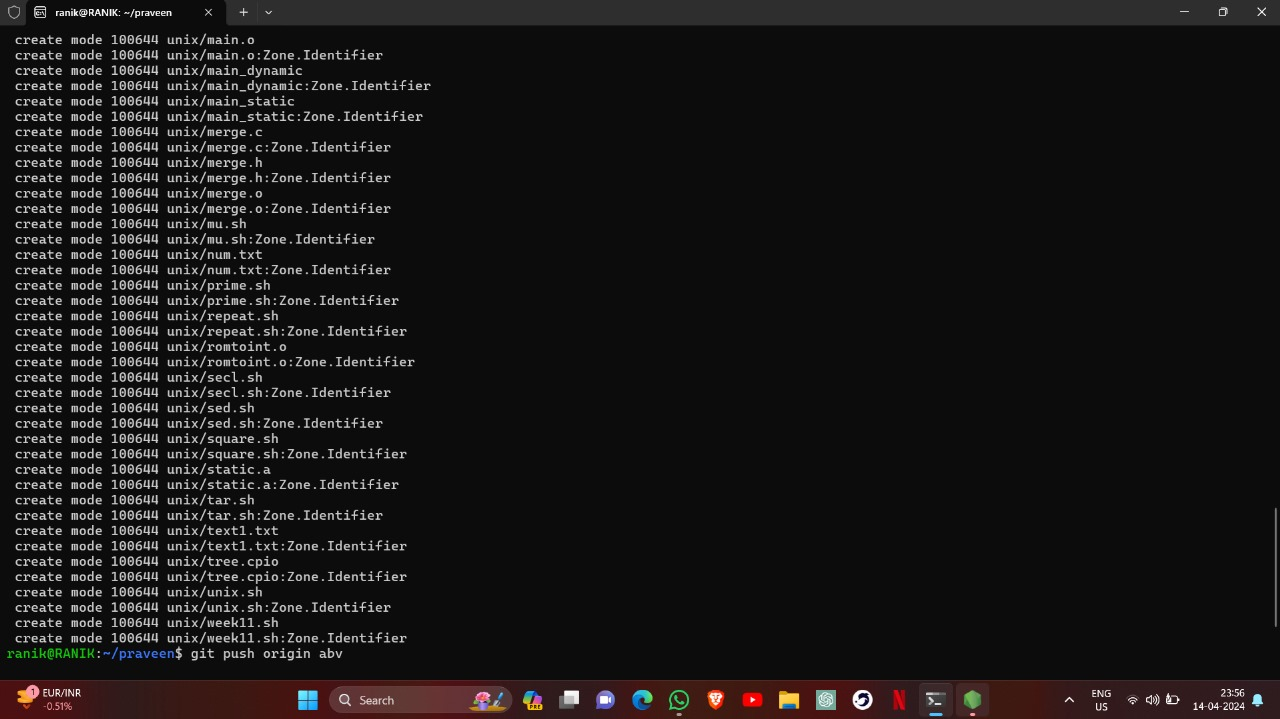 ranik@RANIK: ~/praveen
create mode 100644 unix/main.o
create mode 100644 unix/main.o:Zone.Identifier
create mode 100644 unix/main_dynamic
create mode 100644 unix/main_dynamic:Zone.Identifier
create mode 100644 unix/main_static
create mode 100644 unix/main_static:Zone.Identifier
create mode 100644 unix/merge.c
create mode 100644 unix/merge.c:Zone.Identifier
create mode 100644 unix/merge.h
create mode 100644 unix/merge.h:Zone.Identifier
create mode 100644 unix/merge.o
create mode 100644 unix/merge.o:Zone.Identifier
create mode 100644 unix/mu.sh
create mode 100644 unix/mu.sh:Zone.Identifier
create mode 100644 unix/num.txt
create mode 100644 unix/num.txt:Zone.Identifier
create mode 100644 unix/prime.sh
create mode 100644 unix/prime.sh:Zone.Identifier
create mode 100644 unix/repeat.sh
create mode 100644 unix/repeat.sh:Zone.Identifier
create mode 100644 unix/romtoint.o
create mode 100644 unix/romtoint.o:Zone.Identifier
create mode 100644 unix/secl.sh
create mode 100644 unix/secl.sh:Zone.Identifier
create mode 100644 unix/sed.sh
create mode 100644 unix/sed.sh:Zone.Identifier
create mode 100644 unix/square.sh
create mode 100644 unix/square.sh:Zone.Identifier
create mode 100644 unix/static.a
create mode 100644 unix/static.a:Zone.Identifier
create mode 100644 unix/tar.sh
create mode 100644 unix/tar.sh:Zone.Identifier
create mode 100644 unix/text1.txt
create mode 100644 unix/text1.txt:Zone.Identifier
create mode 100644 unix/tree.cpio
create mode 100644 unix/tree.cpio:Zone.Identifier
create mode 100644 unix/unix.sh
create mode 100644 unix/unix.sh:Zone.Identifier
create mode 100644 unix/week11.sh
create mode 100644 unix/week11.sh:Zone.Identifier
ranik@RANIK:~/praveen$ git push origin abv
1
EUR/INR
-0.51%
Search
PRE
N
ENG
US
23:56
14-04-2024